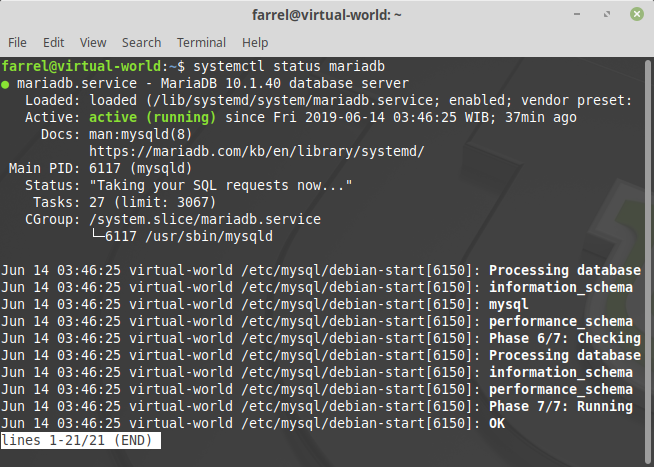 farrel@virtual-world: ~
File Edit View Search Terminal Help
farrel@virtual-world:~$ systemctl status mariadb
● mariadb.service - MariaDB 10.1.40 database server
   Loaded: loaded (/lib/systemd/system/mariadb.service; enabled; vendor preset:
   Active: active (running) since Fri 2019-06-14 03:46:25 WIB; 37min ago
     Docs: man:mysqld(8)
           https://mariadb.com/kb/en/library/systemd/
 Main PID: 6117 (mysqld)
   Status: "Taking your SQL requests now..."
    Tasks: 27 (limit: 3067)
   CGroup: /system.slice/mariadb.service
           └─6117 /usr/sbin/mysqld
Jun 14 03:46:25 virtual-world /etc/mysql/debian-start[6150]: Processing database
Jun 14 03:46:25 virtual-world /etc/mysql/debian-start[6150]: information_schema
Jun 14 03:46:25 virtual-world /etc/mysql/debian-start[6150]: mysql
Jun 14 03:46:25 virtual-world /etc/mysql/debian-start[6150]: performance_schema
Jun 14 03:46:25 virtual-world /etc/mysql/debian-start[6150]: Phase 6/7: Checking
Jun 14 03:46:25 virtual-world /etc/mysql/debian-start[6150]: Processing database
Jun 14 03:46:25 virtual-world /etc/mysql/debian-start[6150]: information_schema
Jun 14 03:46:25 virtual-world /etc/mysql/debian-start[6150]: performance_schema
Jun 14 03:46:25 virtual-world /etc/mysql/debian-start[6150]: Phase 7/7: Running
Jun 14 03:46:25 virtual-world /etc/mysql/debian-start[6150]: OK
lines 1-21/21 (END)